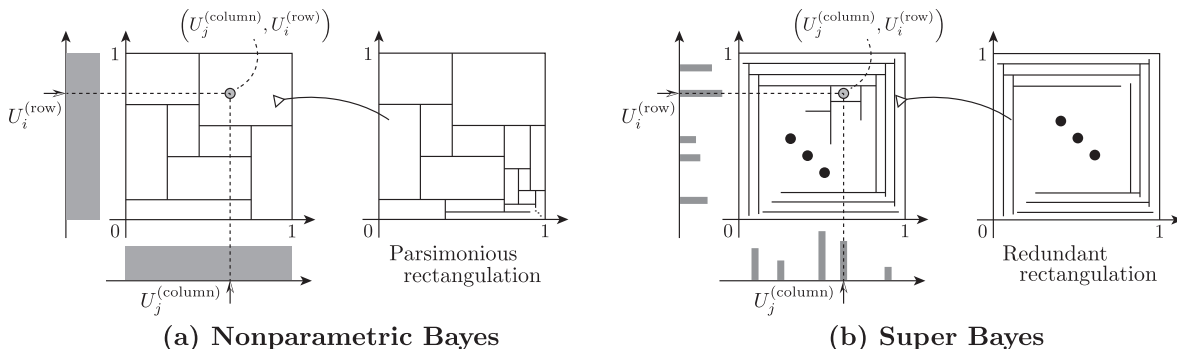 (U_j^(column), U_i^(row))
1
U_i^(row)
0
1
U_j^(column)
1
0
1
Parsimonious
rectangulation
(a) Nonparametric Bayes
(U_j^(column), U_i^(row))
1
U_i^(row)
0
1
U_j^(column)
1
0
1
Redundant
rectangulation
(b) Super Bayes